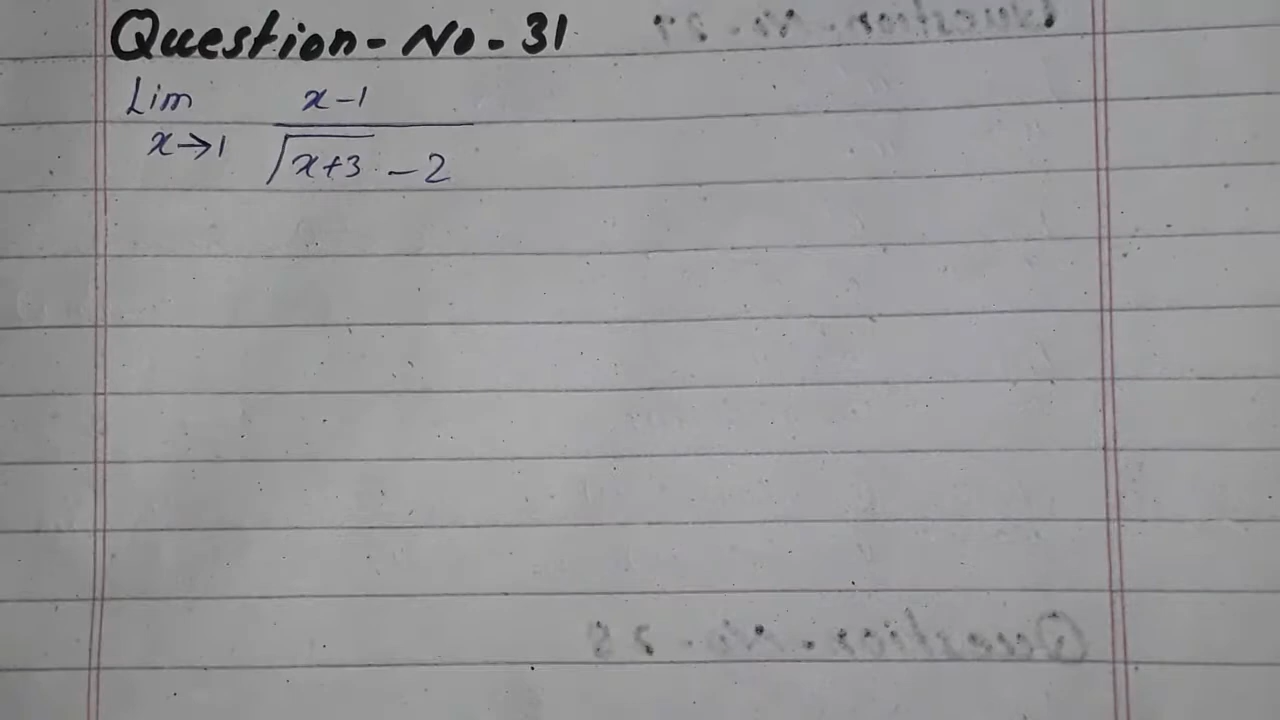 Question - No - 31
Lim x-1
x→1 √x+3 - 2